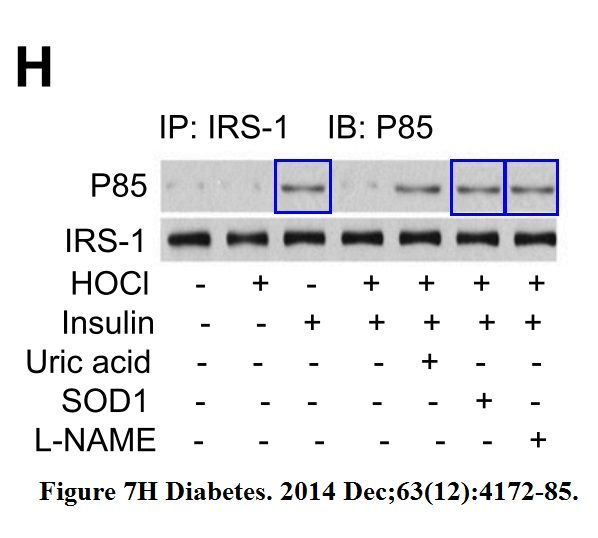 H
IP: IRS-1 IB: P85
P85
IRS-1
HOCl - + - + + + +
Insulin - - + + + + +
Uric acid - - - - + - -
SOD1 - - - - - + -
L-NAME - - - - - - +
Figure 7H Diabetes. 2014 Dec;63(12):4172-85.